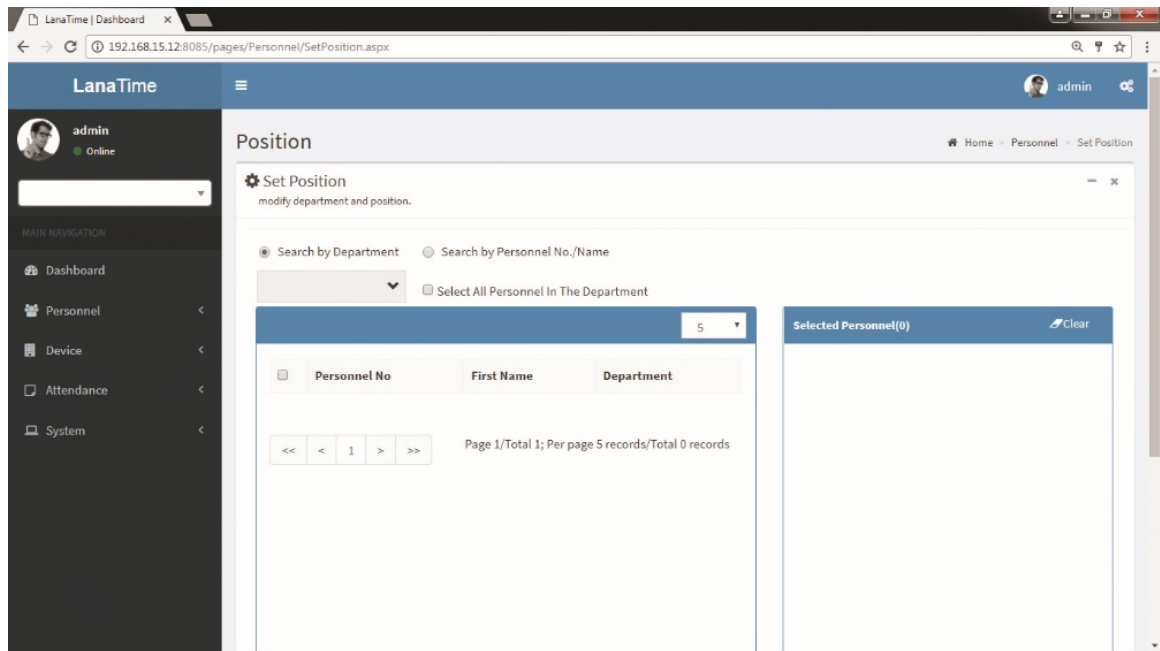 LanaTime | Dashboard
192.168.15.12:8085/pages/Personnel/SetPosition.aspx
LanaTime
admin
admin
Online
Position
Home > Personnel > Set Position
Set Position
modify department and position.
MAIN NAVIGATION
Search by Department Search by Personnel No./Name
Dashboard
Select All Personnel In The Department
Personnel
5
Selected Personnel(0) Clear
Device
Personnel No First Name Department
Attendance
System
<< < 1 > >>
Page 1/Total 1; Per page 5 records/Total 0 records